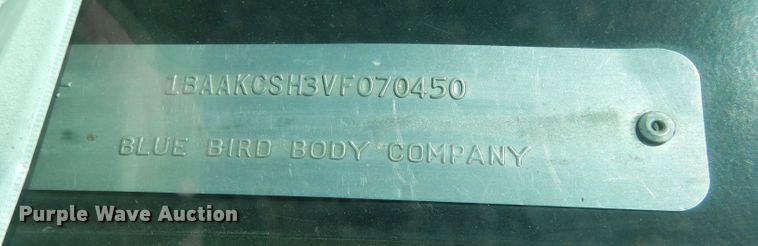 1BAAKCSH3VF070450
BLUE BIRD BODY COMPANY
Purple Wave Auction